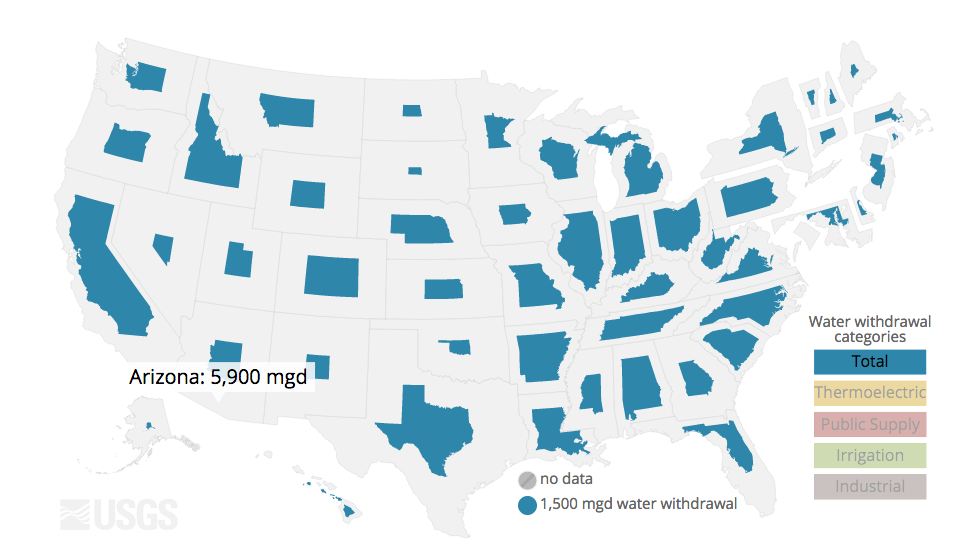 Arizona: 5,900 mgd
Water withdrawal
categories
Total
Thermoelectric
Public Supply
Irrigation
Industrial
no data
1,500 mgd water withdrawal
USGS